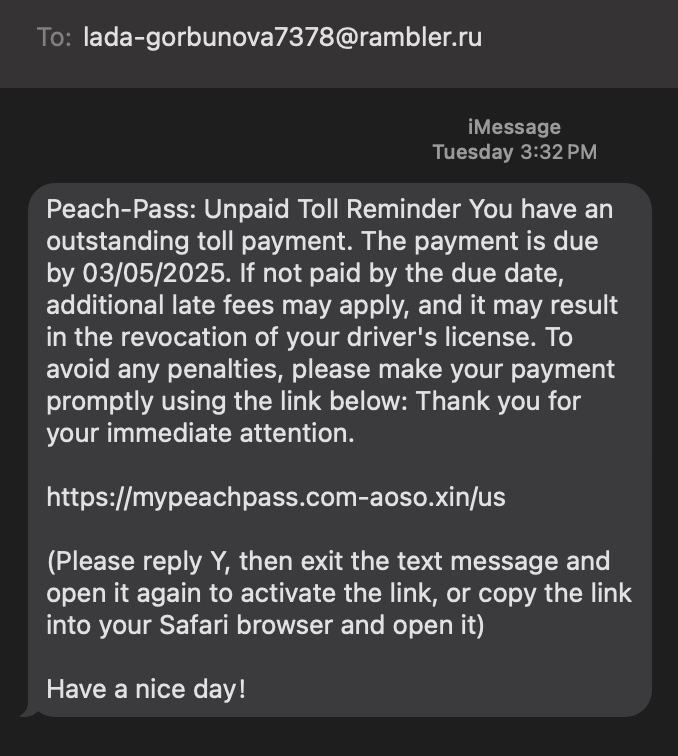 To: lada-gorbunova7378@rambler.ru
iMessage
Tuesday 3:32 PM
Peach-Pass: Unpaid Toll Reminder You have an
outstanding toll payment. The payment is due
by 03/05/2025. If not paid by the due date,
additional late fees may apply, and it may result
in the revocation of your driver's license. To
avoid any penalties, please make your payment
promptly using the link below: Thank you for
your immediate attention.
https://mypeachpass.com-aoso.xin/us
(Please reply Y, then exit the text message and
open it again to activate the link, or copy the link
into your Safari browser and open it)
Have a nice day!